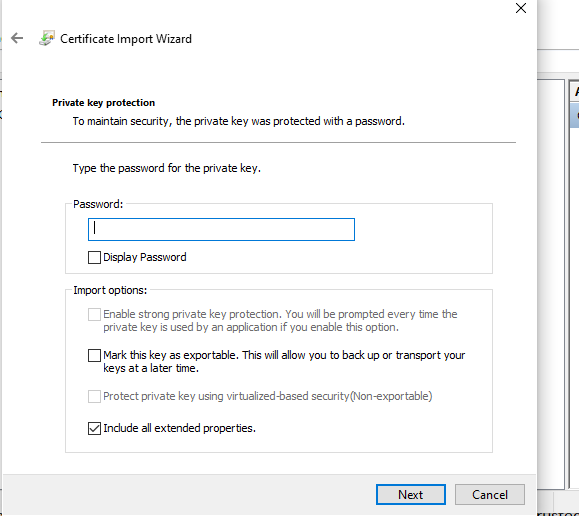 Certificate Import Wizard
Private key protection
To maintain security, the private key was protected with a password.
Type the password for the private key.
Password:
Display Password
Import options:
Enable strong private key protection. You will be prompted every time the
private key is used by an application if you enable this option.
Mark this key as exportable. This will allow you to back up or transport your
keys at a later time.
Protect private key using virtualized-based security(Non-exportable)
Include all extended properties.
Next
Cancel